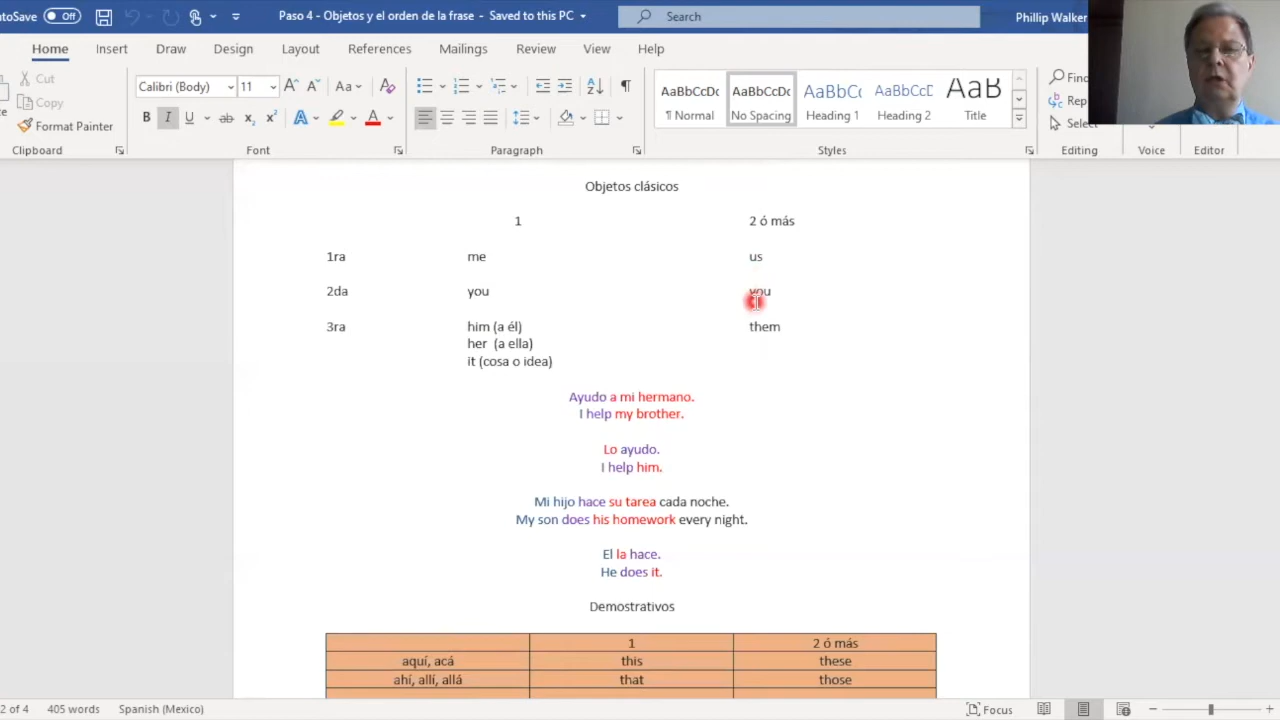 AutoSave Off Paso 4 - Objetos y el orden de la frase - Saved to this PC Search Phillip Walker
Home Insert Draw Design Layout References Mailings Review View Help
Cut
Copy
Format Painter
Clipboard
Calibri (Body) 11
Font
Paragraph
AaBbCcDc AaBbCcDc AaBbCc AaBbCcD AaB
¶ Normal No Spacing Heading 1 Heading 2 Title
Styles
Find
Rep
Select
Editing
Voice
Editor
Objetos clásicos
1 2 ó más
1ra me us
2da you you
3ra him (a él) them
her (a ella)
it (cosa o idea)
Ayudo a mi hermano.
I help my brother.
Lo ayudo.
I help him.
Mi hijo hace su tarea cada noche.
My son does his homework every night.
El la hace.
He does it.
Demostrativos
1 2 ó más
aquí, acá this these
ahí, allí, allá that those
2 of 4 405 words Spanish (Mexico) Focus